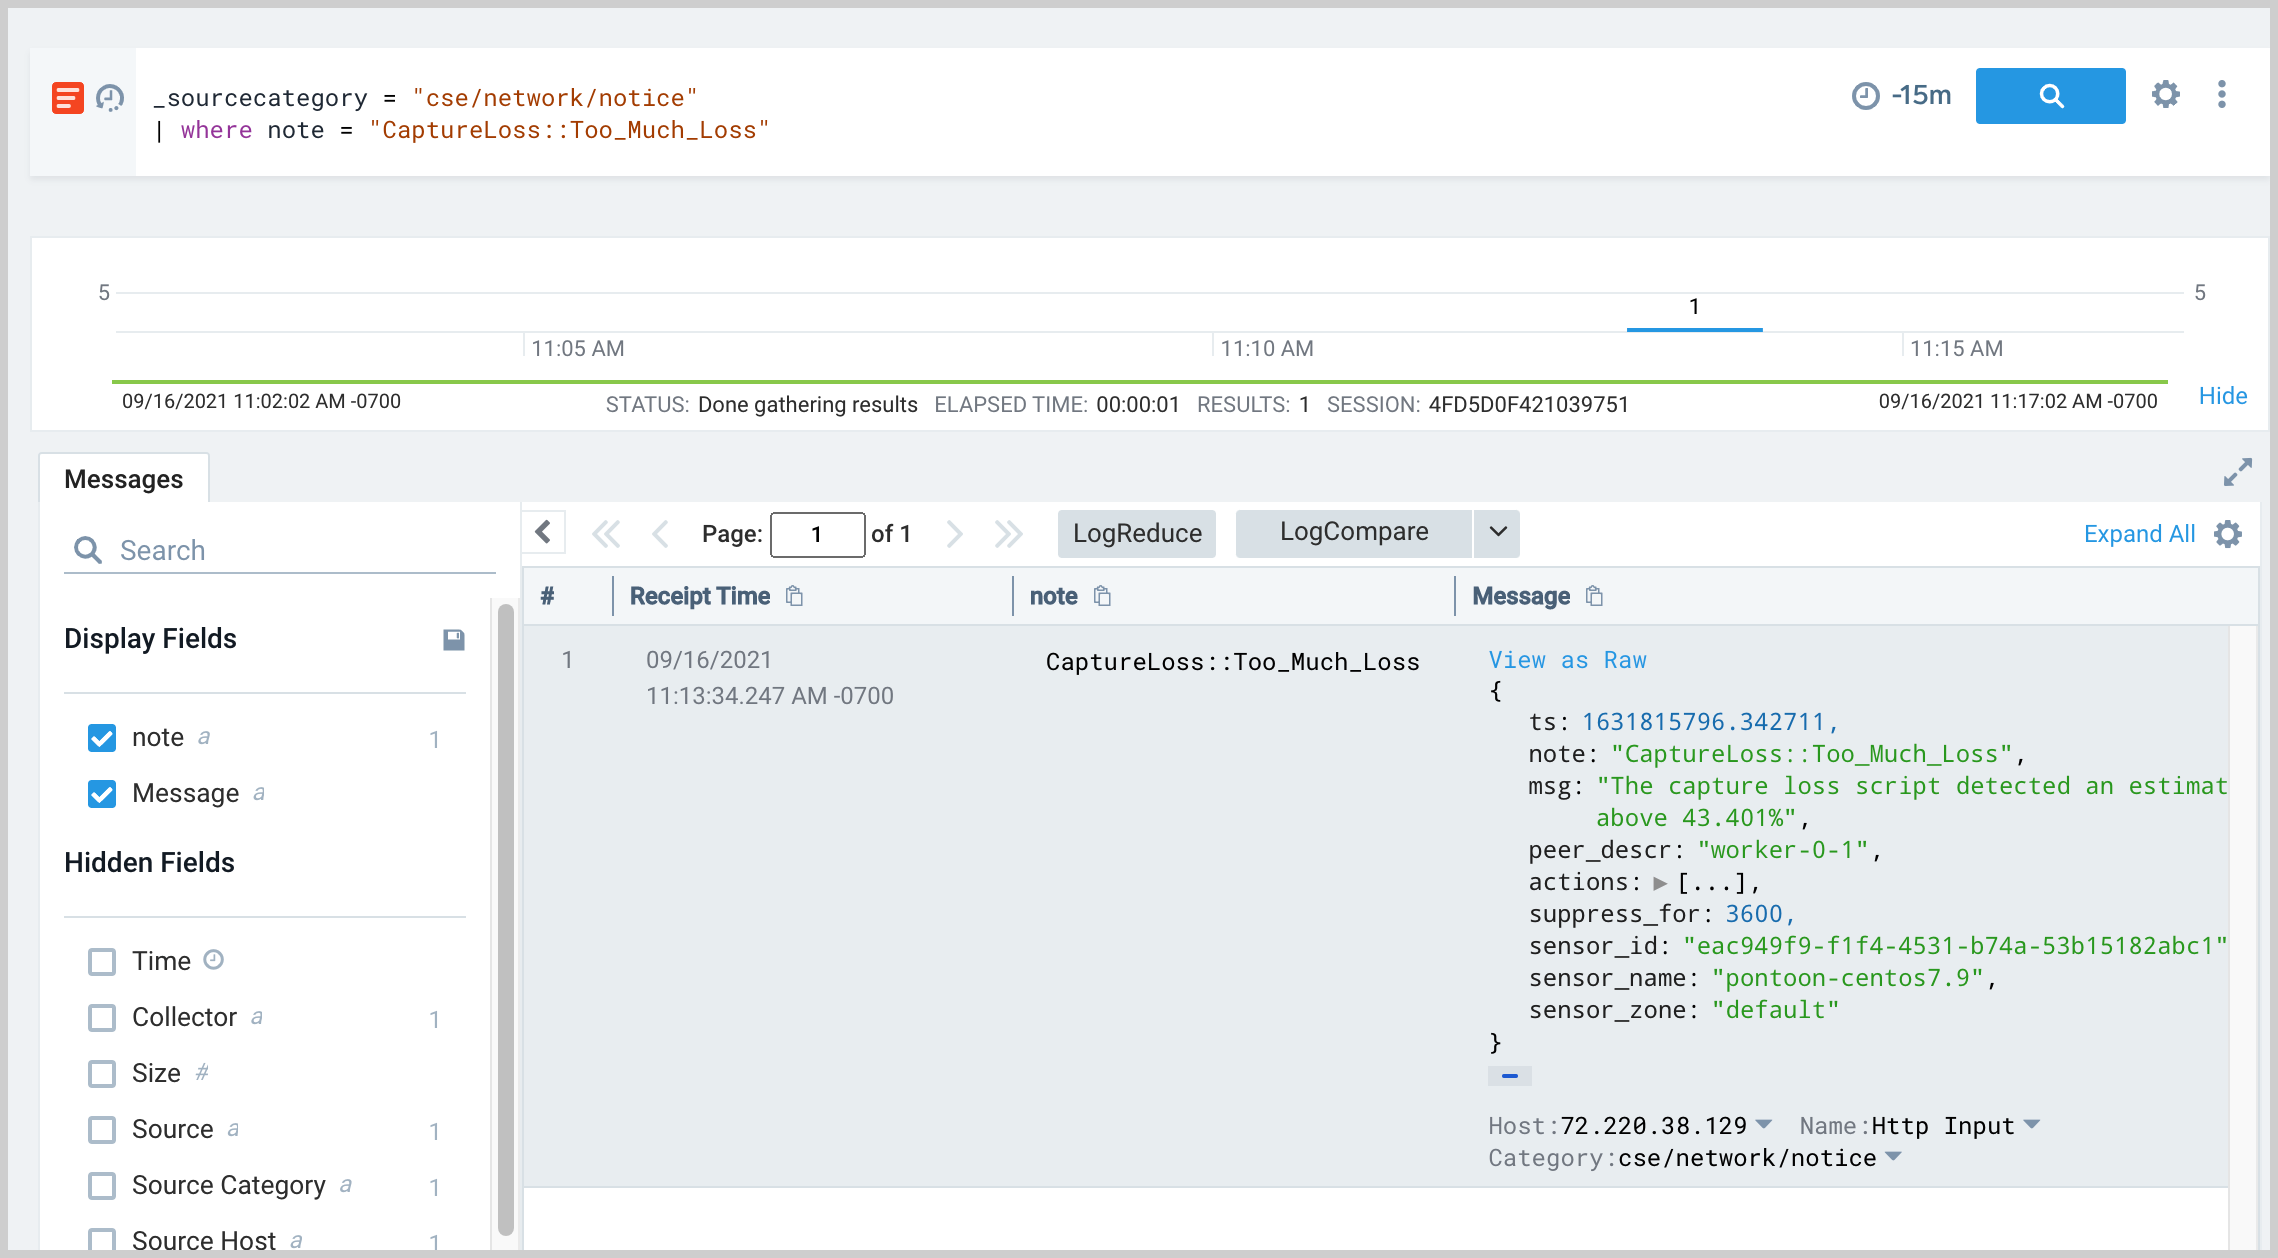 _sourcecategory = "cse/network/notice"
| where note = "CaptureLoss::Too_Much_Loss"
-15m
5
1
5
11:05 AM
11:10 AM
11:15 AM
09/16/2021 11:02:02 AM -0700
STATUS: Done gathering results ELAPSED TIME: 00:00:01 RESULTS: 1 SESSION: 4FD5D0F421039751
09/16/2021 11:17:02 AM -0700
Hide
Messages
Search
Display Fields
note a 1
Message a
Hidden Fields
Time
Collector a 1
Size #
Source a 1
Source Category a 1
Source Host a 1
Page: 1 of 1
LogReduce
LogCompare
Expand All
# Receipt Time note Message
1
09/16/2021
11:13:34.247 AM -0700
CaptureLoss::Too_Much_Loss
View as Raw
{
ts: 1631815796.342711,
note: "CaptureLoss::Too_Much_Loss",
msg: "The capture loss script detected an estimat
above 43.401%",
peer_descr: "worker-0-1",
actions: ▶ [...],
suppress_for: 3600,
sensor_id: "eac949f9-f1f4-4531-b74a-53b15182abc1"
sensor_name: "pontoon-centos7.9",
sensor_zone: "default"
}
Host:72.220.38.129 Name:Http Input
Category:cse/network/notice